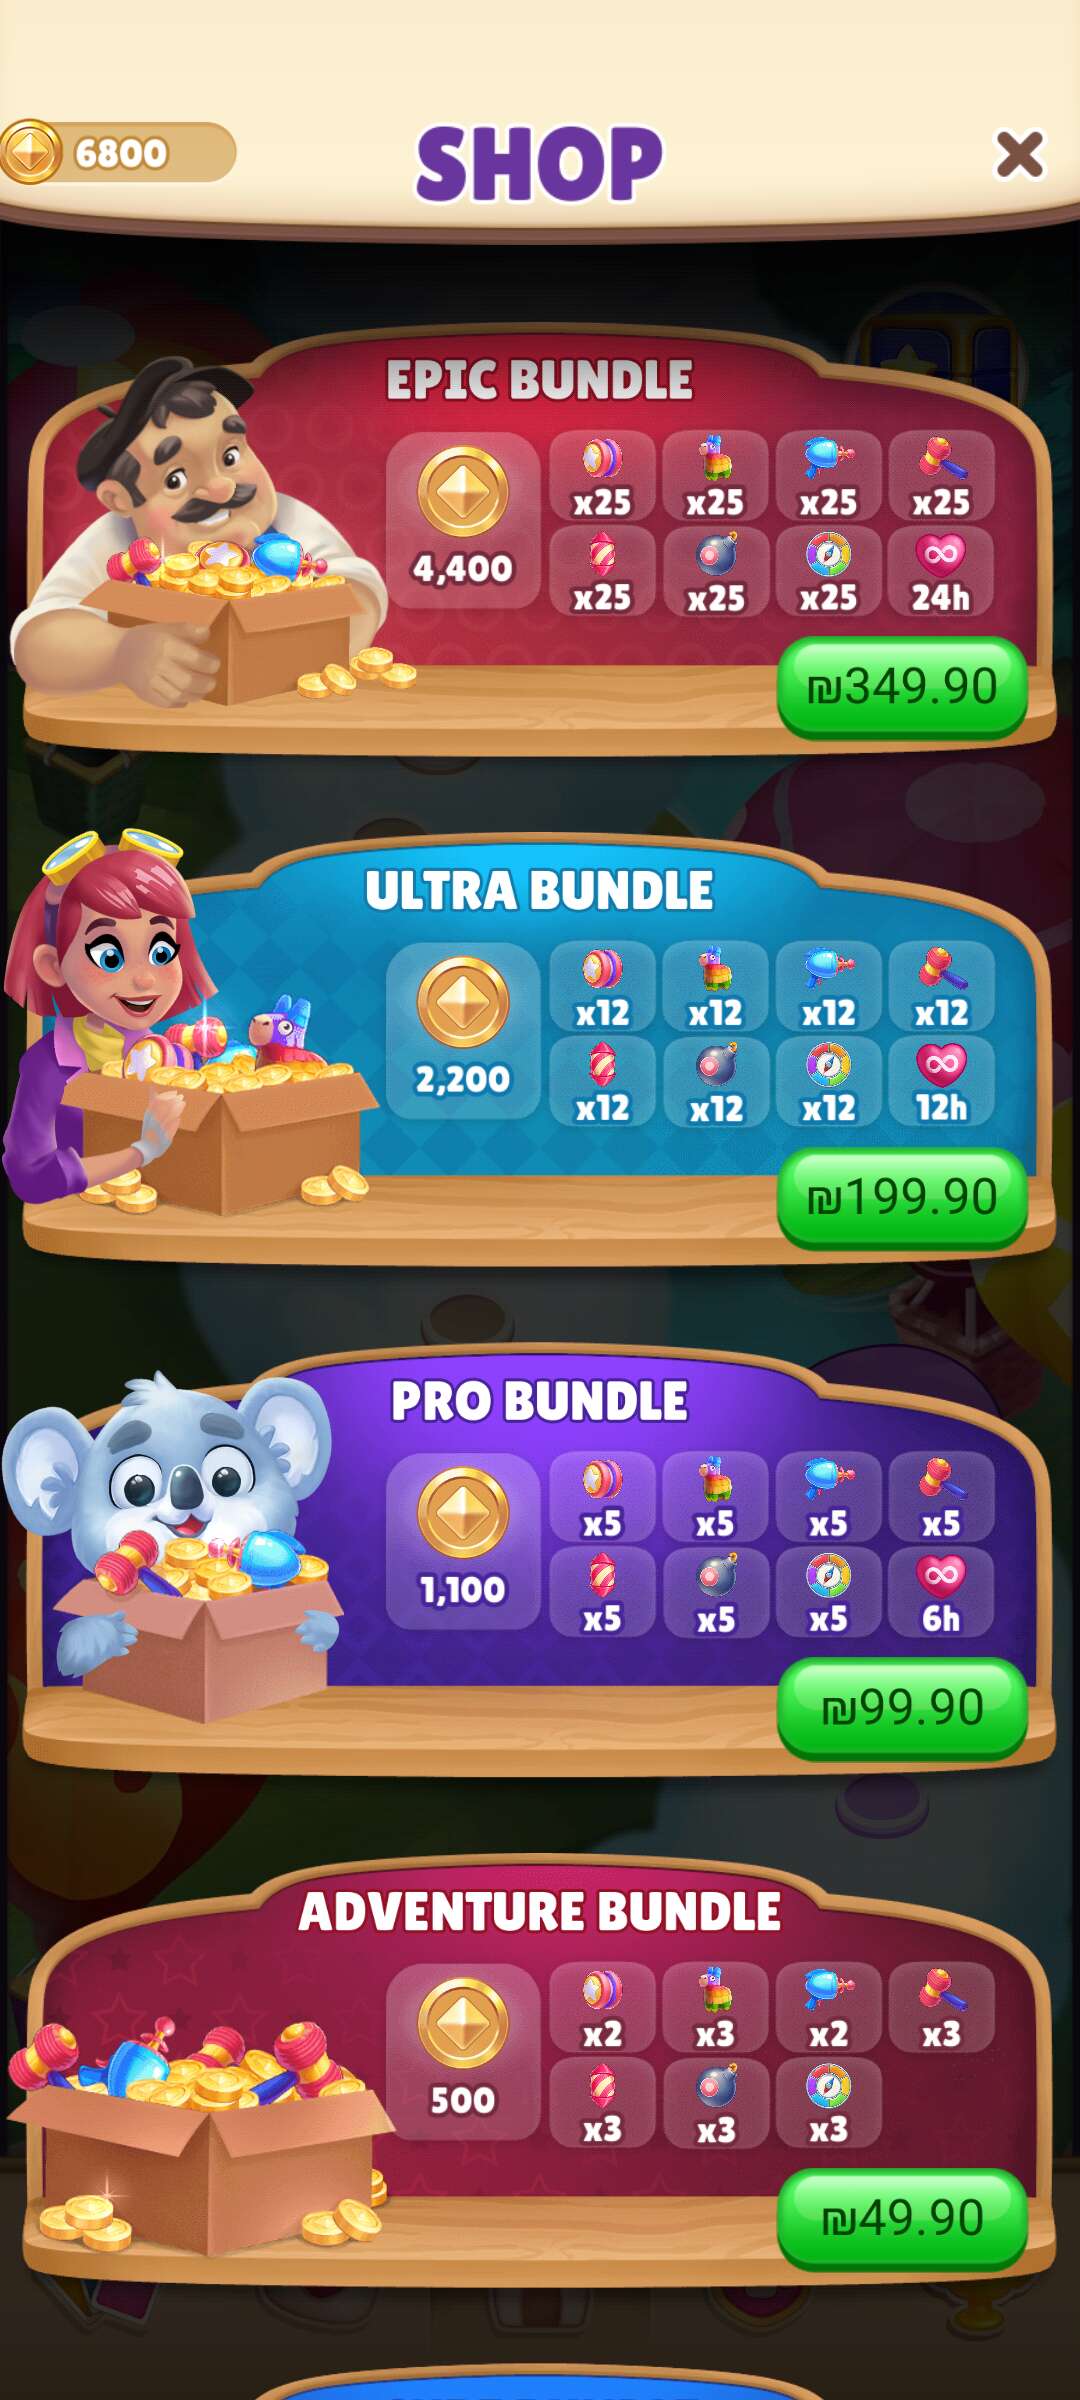 6800
SHOP
EPIC BUNDLE
4,400
x25 x25 x25 x25
x25 x25 x25 24h
₪349.90
ULTRA BUNDLE
2,200
x12 x12 x12 x12
x12 x12 x12 12h
₪199.90
PRO BUNDLE
1,100
x5 x5 x5 x5
x5 x5 x5 6h
₪99.90
ADVENTURE BUNDLE
500
x2 x3 x2 x3
x3 x3 x3
₪49.90